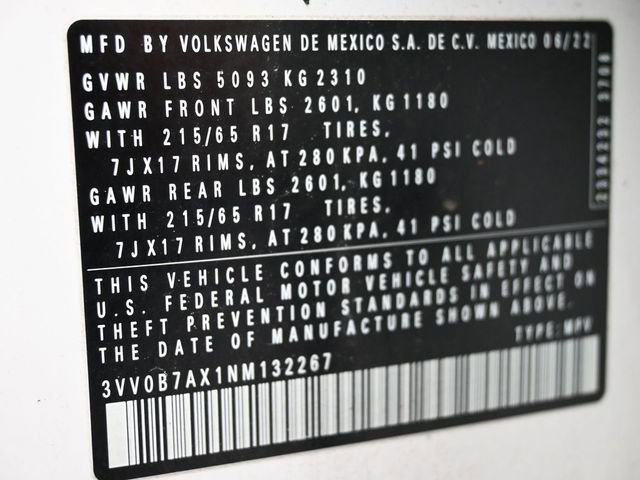 MFD BY VOLKSWAGEN DE MEXICO S.A. DE C.V. MEXICO 06/22
GVWR LBS 5093 KG 2310
GAWR FRONT LBS 2601, KG 1180
WITH 215/65 R17 TIRES,
7JX17 RIMS, AT 280 KPA, 41 PSI COLD
GAWR REAR LBS 2601, KG 1180
WITH 215/65 R17 TIRES,
7JX17 RIMS, AT 280 KPA, 41 PSI COLD
THIS VEHICLE CONFORMS TO ALL APPLICABLE
U.S. FEDERAL MOTOR VEHICLE SAFETY AND
THEFT PREVENTION STANDARDS IN EFFECT ON
THE DATE OF MANUFACTURE SHOWN ABOVE.
TYPE: MPV
3VV0B7AX1NM132267